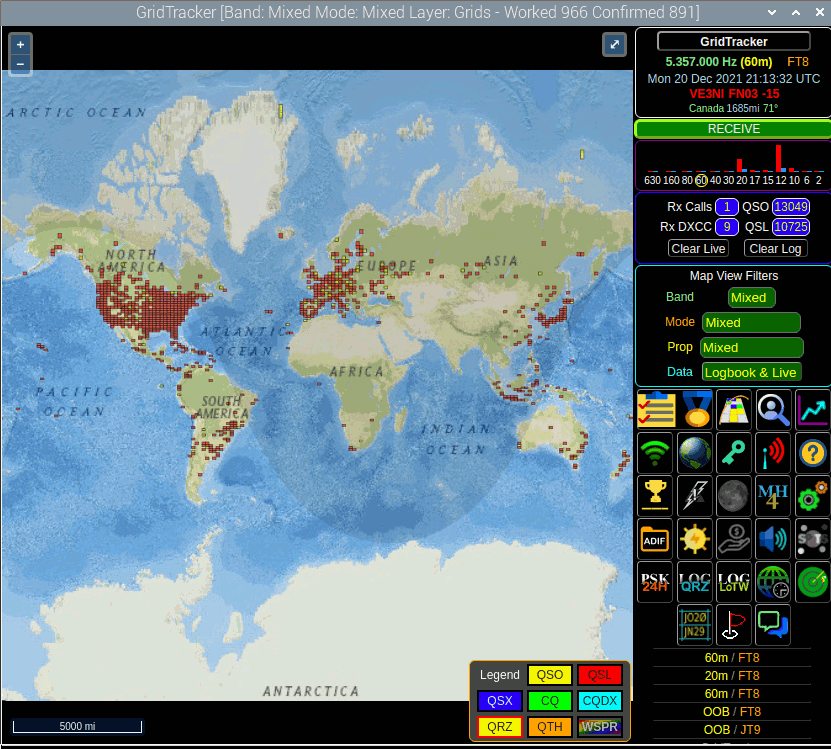 GridTracker [Band: Mixed Mode: Mixed Layer: Grids - Worked 966 Confirmed 891]
+
−
GridTracker
5.357.000 Hz (60m) FT8
Mon 20 Dec 2021 21:13:32 UTC
VE3NI FN03 -15
Canada 1685mi 71°
RECEIVE
630 160 80 60 40 30 20 17 15 12 10 6 2
Rx Calls 1 QSO 13049
Rx DXCC 9 QSL 10725
Clear Live Clear Log
Map View Filters
Band Mixed
Mode Mixed
Prop Mixed
Data Logbook & Live
?
MH
4
ADIF
PSK
24H
LOG
QRZ
LOG
LoTW
JO20
JN29
60m / FT8
20m / FT8
60m / FT8
OOB / FT8
OOB / JT9
ARCTIC OCEAN
NORTH
AMERICA
EUROPE
ASIA
ATLANTIC
OCEAN
AFRICA
PACIFIC
OCEAN
SOUTH
AMERICA
INDIAN
OCEAN
ANTARCTICA
5000 mi
Legend QSO QSL
QSX CQ CQDX
QRZ QTH WSPR